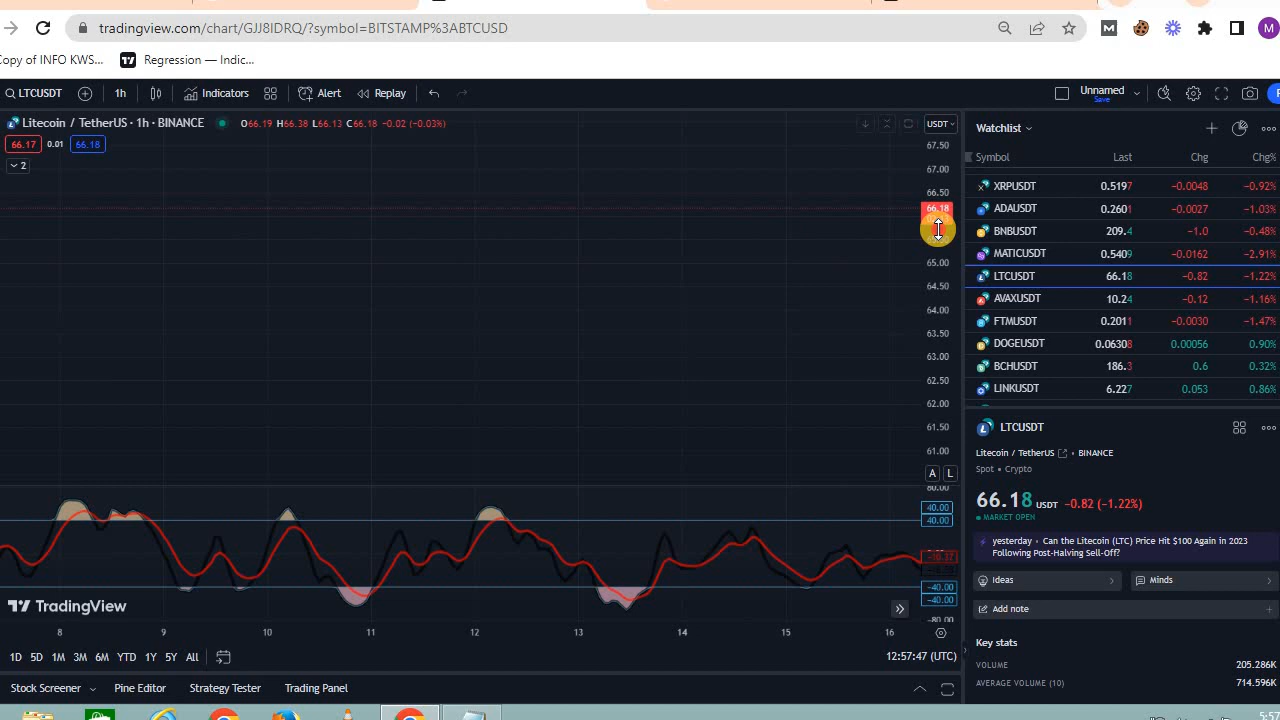 tradingview.com/chart/GJJ8IDRQ/?symbol=BITSTAMP%3ABTCUSD
M
M
Copy of INFO KWS...
Regression — Indic...
LTCUSDT
1h
Indicators
Alert
Replay
Unnamed
Save
Litecoin / TetherUS · 1h · BINANCE
O66.19 H66.38 L66.13 C66.18 −0.02 (−0.03%)
USDT
66.17
0.01
66.18
2
67.50
67.00
66.50
66.18
65.00
64.50
64.00
63.50
63.00
62.50
62.00
61.50
61.00
A L
80.00
40.00
40.00
−10.37
−40.00
−40.00
−80.00
TradingView
8 9 10 11 12 13 14 15 16
1D 5D 1M 3M 6M YTD 1Y 5Y All
12:57:47 (UTC)
Stock Screener
Pine Editor
Strategy Tester
Trading Panel
Watchlist
Symbol Last Chg Chg%
XRPUSDT 0.5197 −0.0048 −0.92%
ADAUSDT 0.2601 −0.0027 −1.03%
BNBUSDT 209.4 −1.0 −0.48%
MATICUSDT 0.5409 −0.0162 −2.91%
LTCUSDT 66.18 −0.82 −1.22%
AVAXUSDT 10.24 −0.12 −1.16%
FTMUSDT 0.2011 −0.0030 −1.47%
DOGEUSDT 0.06308 0.00056 0.90%
BCHUSDT 186.3 0.6 0.32%
LINKUSDT 6.227 0.053 0.86%
LTCUSDT
Litecoin / TetherUS • BINANCE
Spot • Crypto
66.18 USDT −0.82 (−1.22%)
MARKET OPEN
yesterday • Can the Litecoin (LTC) Price Hit $100 Again in 2023
Following Post-Halving Sell-Off?
Ideas
Minds
Add note
Key stats
VOLUME 205.286K
AVERAGE VOLUME (10) 714.596K